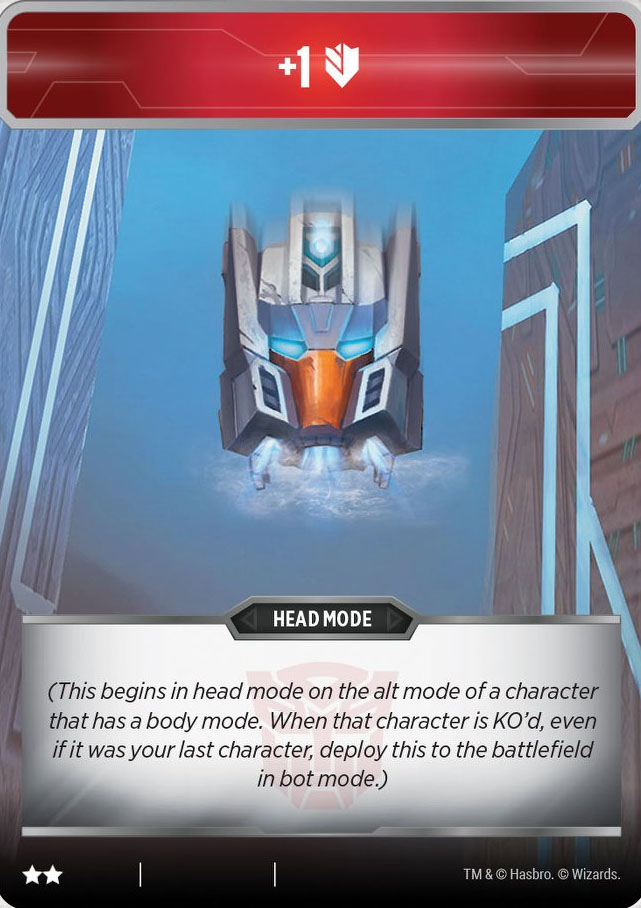 +1
HEAD MODE
(This begins in head mode on the alt mode of a character
that has a body mode. When that character is KO'd, even
if it was your last character, deploy this to the battlefield
in bot mode.)
TM & © Hasbro. © Wizards.